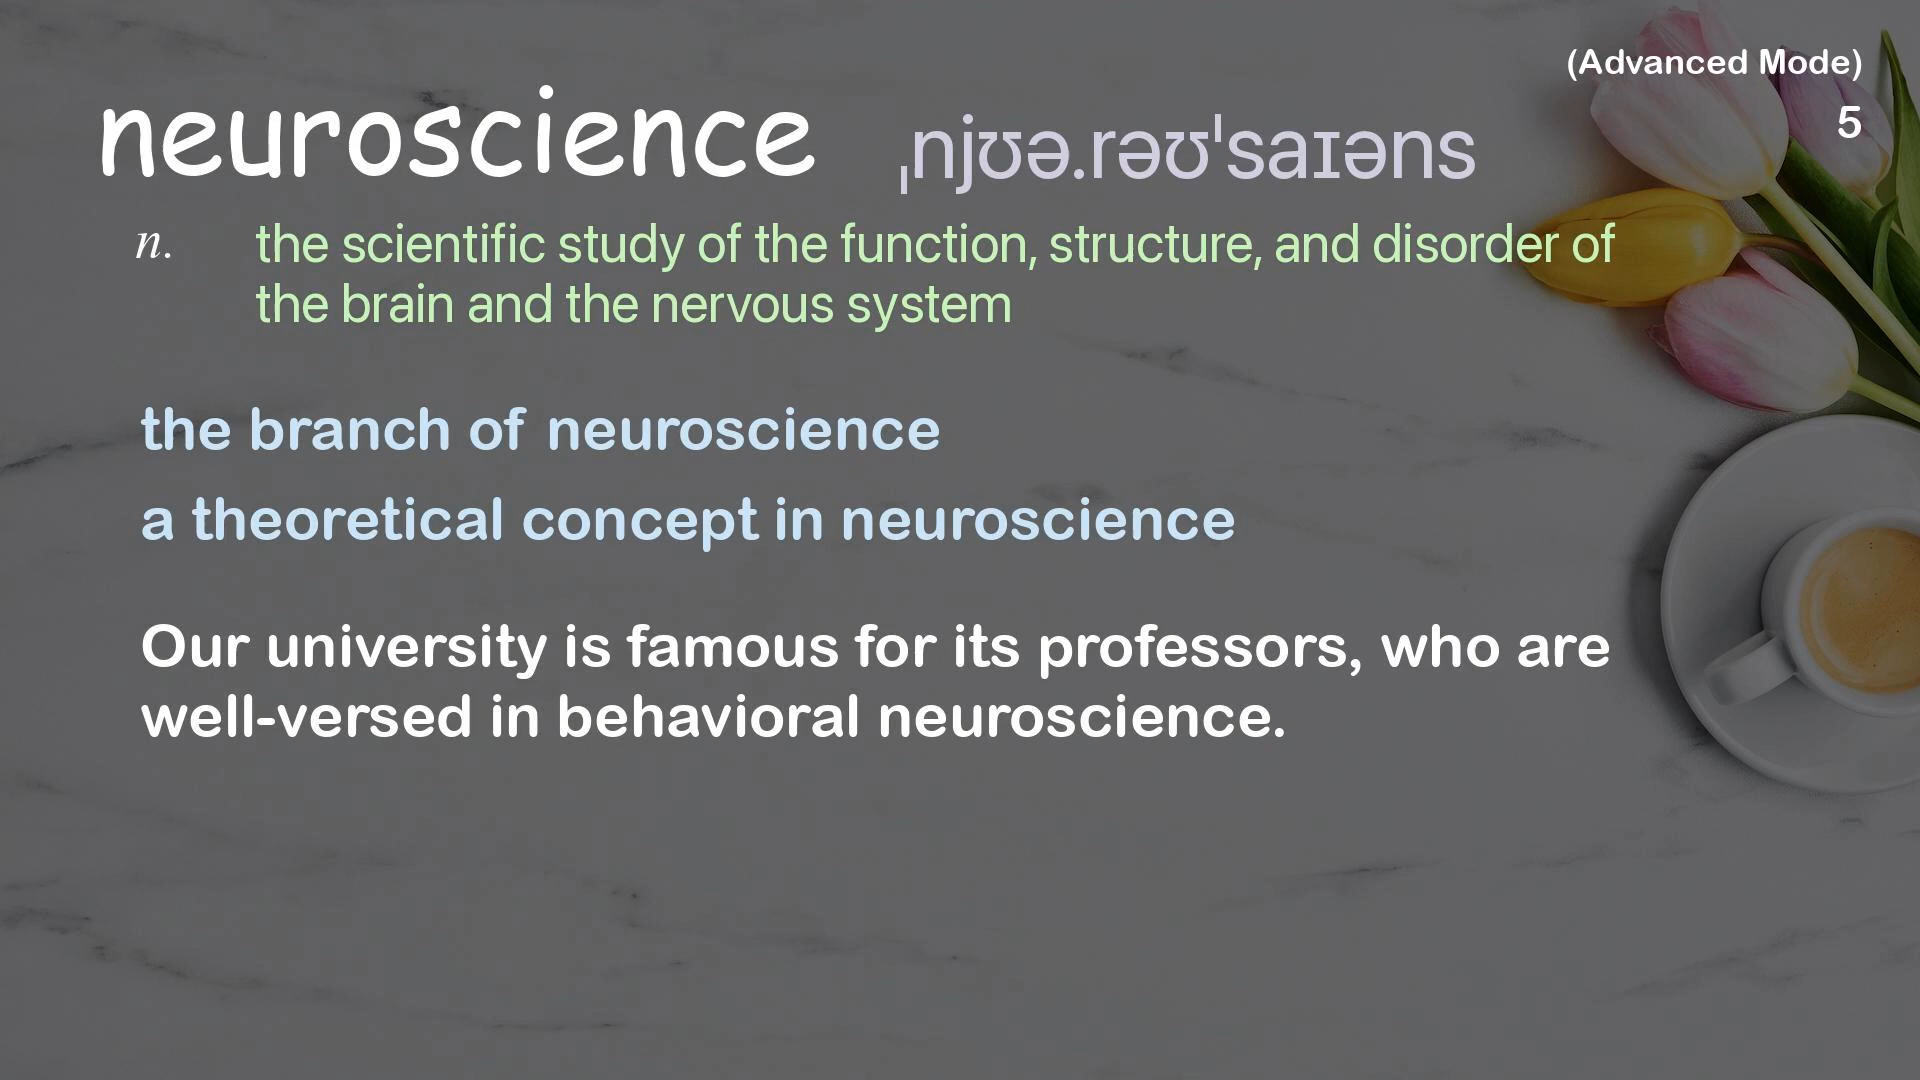 (Advanced Mode)
neuroscience ˌnjʊə.rəʊˈsaɪəns
5
n. the scientific study of the function, structure, and disorder of
the brain and the nervous system
the branch of neuroscience
a theoretical concept in neuroscience
Our university is famous for its professors, who are
well-versed in behavioral neuroscience.